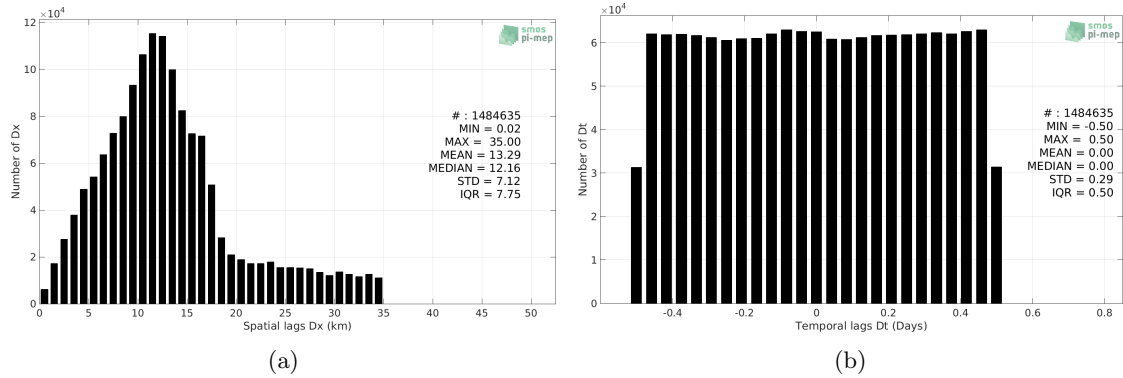 ×10⁴
12
10
8
6
4
2
0
Number of Dx
0 5 10 15 20 25 30 35 40 45 50
Spatial lags Dx (km)
smos
pi-mep
# : 1484635
MIN = 0.02
MAX = 35.00
MEAN = 13.29
MEDIAN = 12.16
STD = 7.12
IQR = 7.75
(a)
×10⁴
6
5
4
3
2
1
0
Number of Dt
-0.4 -0.2 0 0.2 0.4 0.6 0.8
Temporal lags Dt (Days)
smos
pi-mep
# : 1484635
MIN = -0.50
MAX = 0.50
MEAN = 0.00
MEDIAN = 0.00
STD = 0.29
IQR = 0.50
(b)